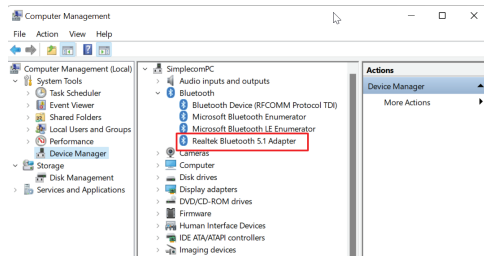 Computer Management
File Action View Help
Computer Management (Local)
System Tools
Task Scheduler
Event Viewer
Shared Folders
Local Users and Groups
Performance
Device Manager
Storage
Disk Management
Services and Applications
SimplecomPC
Audio inputs and outputs
Bluetooth
Bluetooth Device (RFCOMM Protocol TDI)
Microsoft Bluetooth Enumerator
Microsoft Bluetooth LE Enumerator
Realtek Bluetooth 5.1 Adapter
Cameras
Computer
Disk drives
Display adapters
DVD/CD-ROM drives
Firmware
Human Interface Devices
IDE ATA/ATAPI controllers
Imaging devices
Actions
Device Manager
More Actions